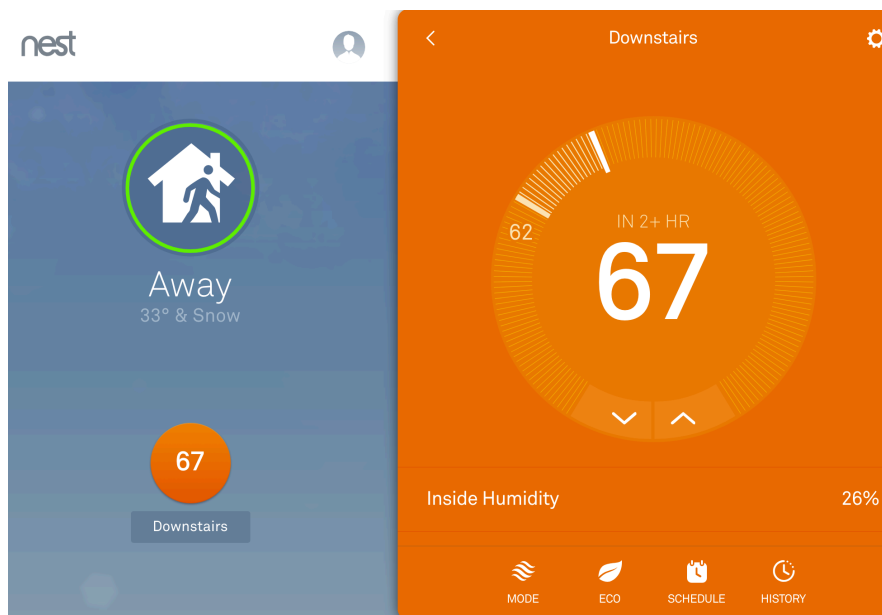 nest
Away
33° & Snow
67
Downstairs
Downstairs
62
IN 2+ HR
67
Inside Humidity 26%
MODE ECO SCHEDULE HISTORY